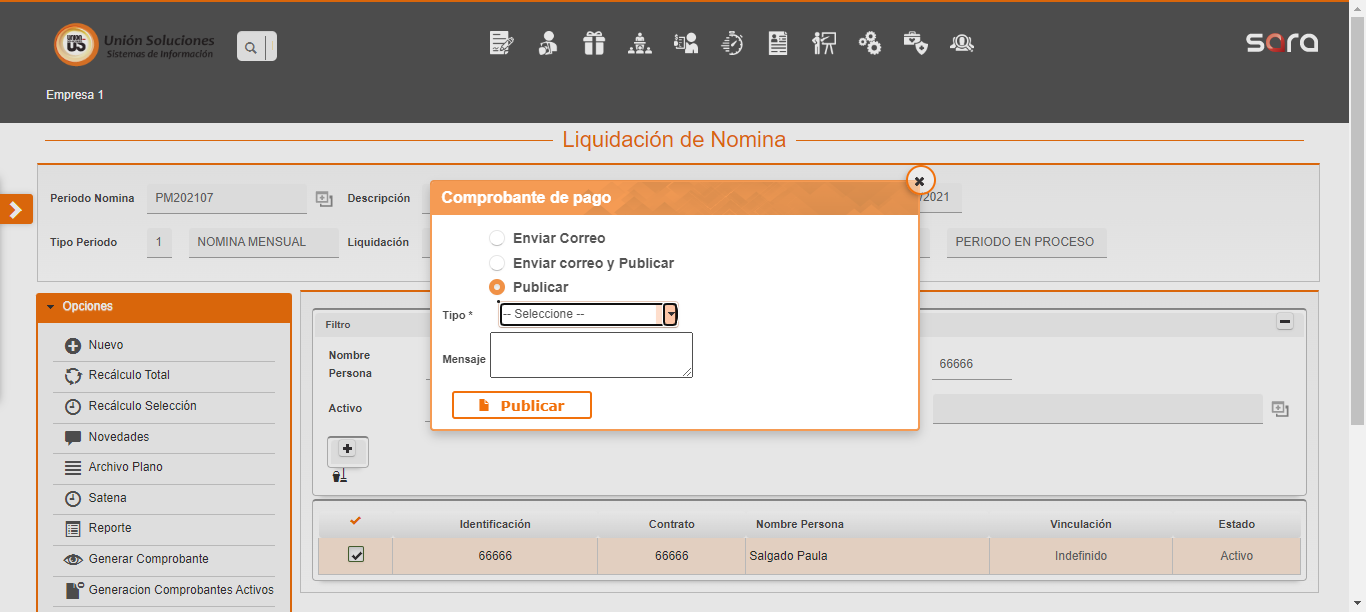 Unión Soluciones
Sistemas de Información
sara
Empresa 1
Liquidación de Nomina
Periodo Nomina PM202107 Descripción /2021
Tipo Periodo 1 NOMINA MENSUAL Liquidación PERIODO EN PROCESO
Comprobante de pago
Enviar Correo
Enviar correo y Publicar
Publicar
Tipo * -- Seleccione --
Mensaje
Publicar
Opciones
Nuevo
Recálculo Total
Recálculo Selección
Novedades
Archivo Plano
Satena
Reporte
Generar Comprobante
Generacion Comprobantes Activos
Filtro
Nombre
Persona
66666
Activo
Identificación Contrato Nombre Persona Vinculación Estado
66666 66666 Salgado Paula Indefinido Activo